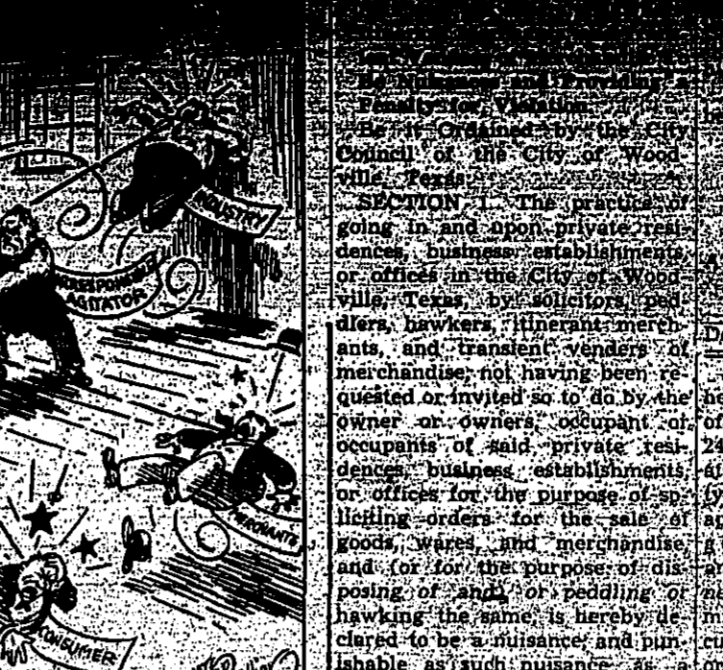 INDUSTRY
IRRESPONSIBLE
AGITATOR
MERCHANTS
CONSUMER
by Nuisances and Providing a
Penalty for Violation.
Be it Ordained by the City
Council of the City of Wood-
ville, Texas:
SECTION 1. The practice of
going in and upon private resi-
dences, business establishments,
or offices in the City of Wood-
ville, Texas, by solicitors, ped-
dlers, hawkers, itinerant merch-
ants, and transient venders of
merchandise, not having been re-
quested or invited so to do by the
owner or owners, occupant or
occupants of said private resi-
dences, business establishments
or offices for the purpose of so-
liciting orders for the sale of
goods, wares, and merchandise,
and (or for the purpose of dis-
posing of and) or peddling or
hawking the same, is hereby de-
clared to be a nuisance, and pun-
ishable as such nuisance